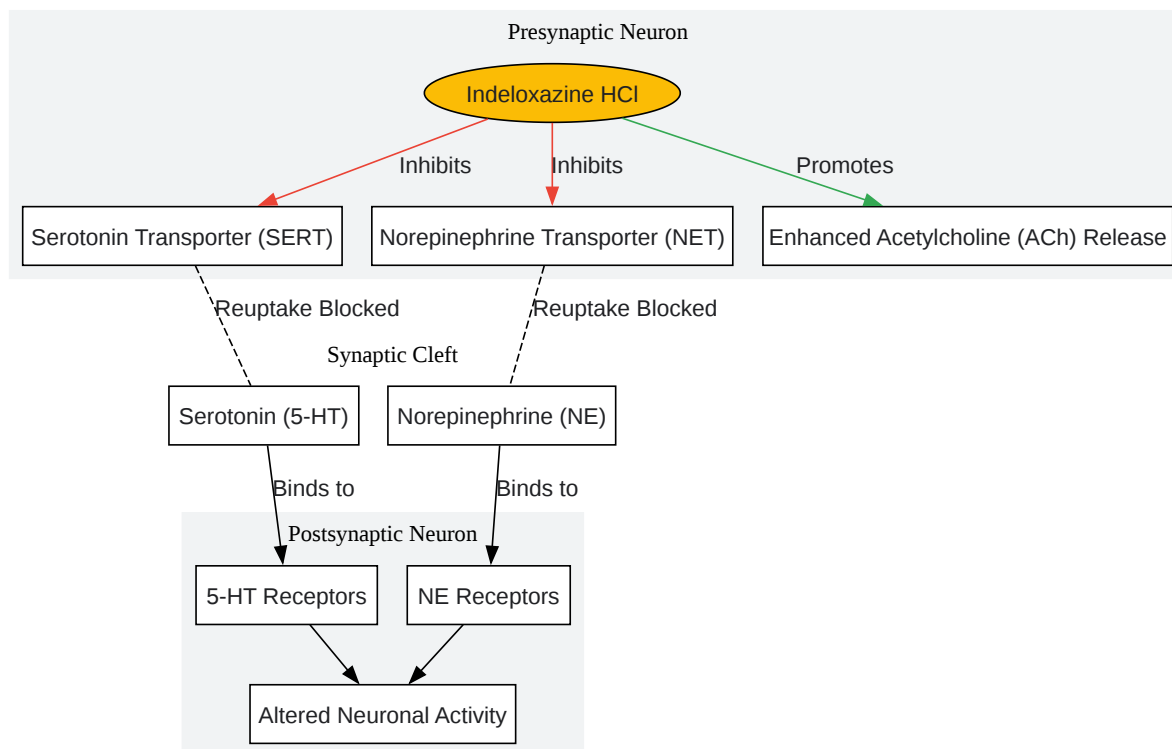 Presynaptic Neuron
Indeloxazine HCl
Inhibits
Inhibits
Promotes
Serotonin Transporter (SERT)
Norepinephrine Transporter (NET)
Enhanced Acetylcholine (ACh) Release
Reuptake Blocked
Reuptake Blocked
Synaptic Cleft
Serotonin (5-HT)
Norepinephrine (NE)
Binds to
Binds to
Postsynaptic Neuron
5-HT Receptors
NE Receptors
Altered Neuronal Activity